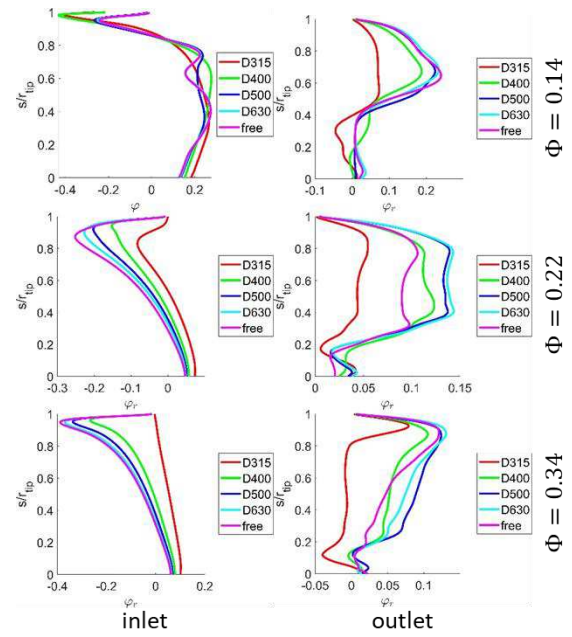 1
0.8
0.6
0.4
0.2
0
s/r_tip
-0.4 -0.2 0 0.2
φ
D315
D400
D500
D630
free
1
0.8
0.6
0.4
0.2
0
s/r_tip
-0.1 0 0.1 0.2
φ_r
D315
D400
D500
D630
free
Φ = 0.14
1
0.8
0.6
0.4
0.2
0
s/r_tip
-0.3 -0.2 -0.1 0
φ_r
D315
D400
D500
D630
free
1
0.8
0.6
0.4
0.2
0
s/r_tip
0 0.05 0.1 0.15
φ_r
D315
D400
D500
D630
free
Φ = 0.22
1
0.8
0.6
0.4
0.2
0
s/r_tip
-0.4 -0.2 0 0.2
φ_r
D315
D400
D500
D630
free
1
0.8
0.6
0.4
0.2
0
s/r_tip
-0.05 0 0.05 0.1
φ_r
D315
D400
D500
D630
free
Φ = 0.34
inlet
outlet